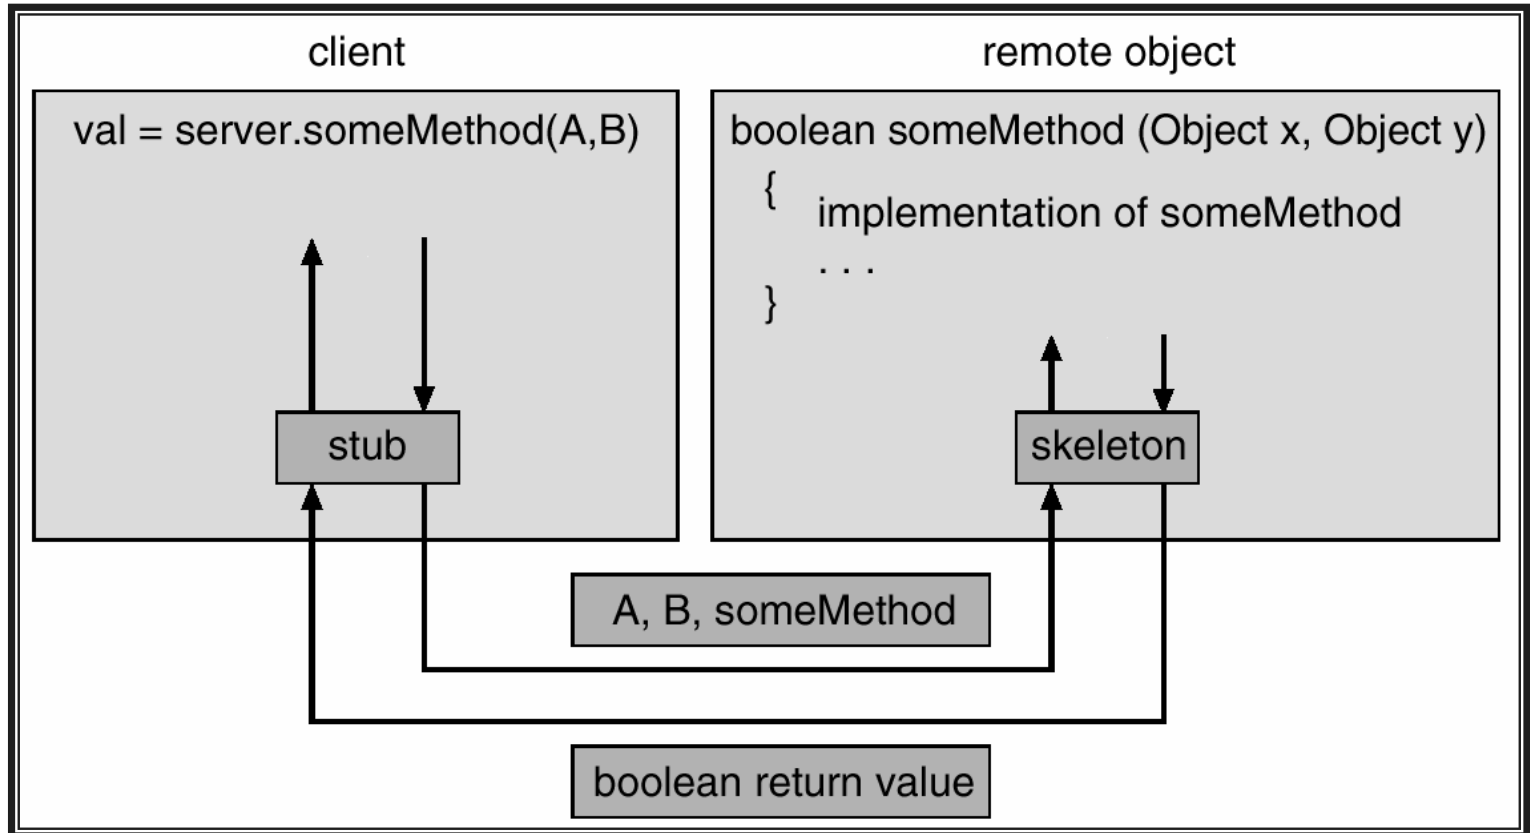 client
val = server.someMethod(A,B)
stub
remote object
boolean someMethod (Object x, Object y)
{
implementation of someMethod
. . .
}
skeleton
A, B, someMethod
boolean return value